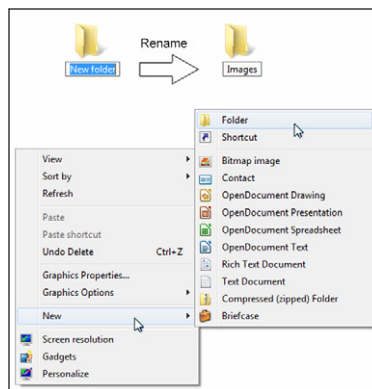 Rename
New folder
Images
Folder
Shortcut
Bitmap image
Contact
OpenDocument Drawing
OpenDocument Presentation
OpenDocument Spreadsheet
OpenDocument Text
Rich Text Document
Text Document
Compressed (zipped) Folder
Briefcase
View
Sort by
Refresh
Paste
Paste shortcut
Undo Delete Ctrl+Z
Graphics Properties...
Graphics Options
New
Screen resolution
Gadgets
Personalize